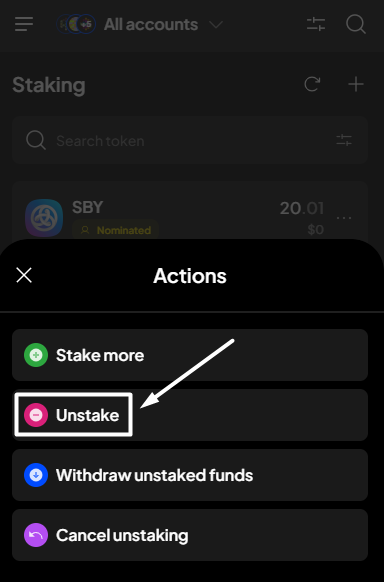 +5 All accounts
Staking
Search token
SBY
20.01
Nominated
$0
Actions
Stake more
Unstake
Withdraw unstaked funds
Cancel unstaking